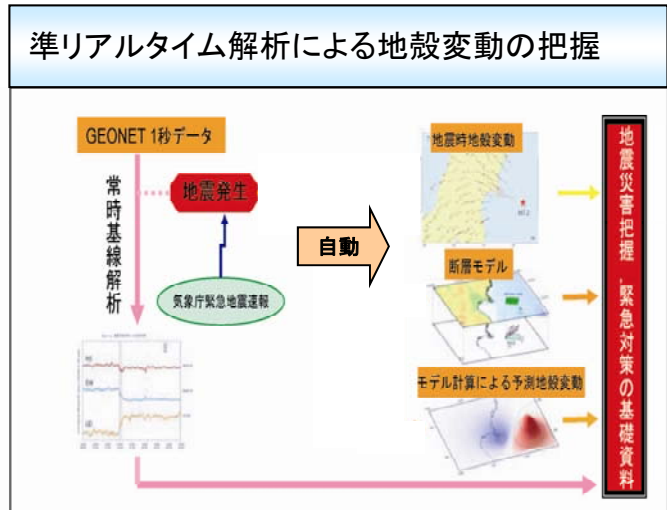 準リアルタイム解析による地殻変動の把握
GEONET 1秒データ
地震発生
常時基線解析
気象庁緊急地震速報
自動
地震時地殻変動
断層モデル
モデル計算による予測地殻変動
地震災害把握、緊急対策の基礎資料